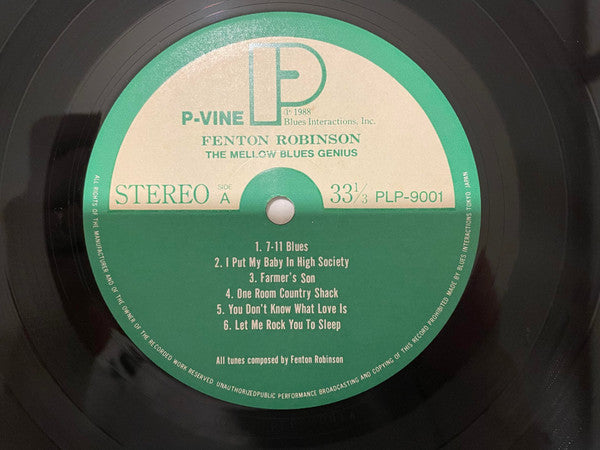 P
P-VINE
℗ 1988
Blues Interactions, Inc.
FENTON ROBINSON
THE MELLOW BLUES GENIUS
STEREO SIDE A 33 1/3 PLP-9001
1. 7-11 Blues
2. I Put My Baby In High Society
3. Farmer's Son
4. One Room Country Shack
5. You Don't Know What Love Is
6. Let Me Rock You To Sleep
All tunes composed by Fenton Robinson
ALL RIGHTS OF THE MANUFACTURER AND OF THE OWNER OF THE RECORDED WORK RESERVED UNAUTHORIZEDPUBLIC PERFORMANCE BROADCASTING AND COPYING OF THIS RECORD PROHIBITED MADE BY BLUES INTERACTIONS TOKYO JAPAN